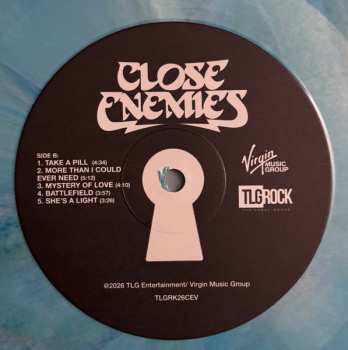 CLOSE
ENEMIES
SIDE B:
1. TAKE A PILL (4:34)
2. MORE THAN I COULD
EVER NEED (5:12)
3. MYSTERY OF LOVE (4:10)
4. BATTLEFIELD (3:57)
5. SHE'S A LIGHT (3:26)
Virgin
MUSIC
GROUP
TLGROCK
©2026 TLG Entertainment/ Virgin Music Group
TLGRK26CEV